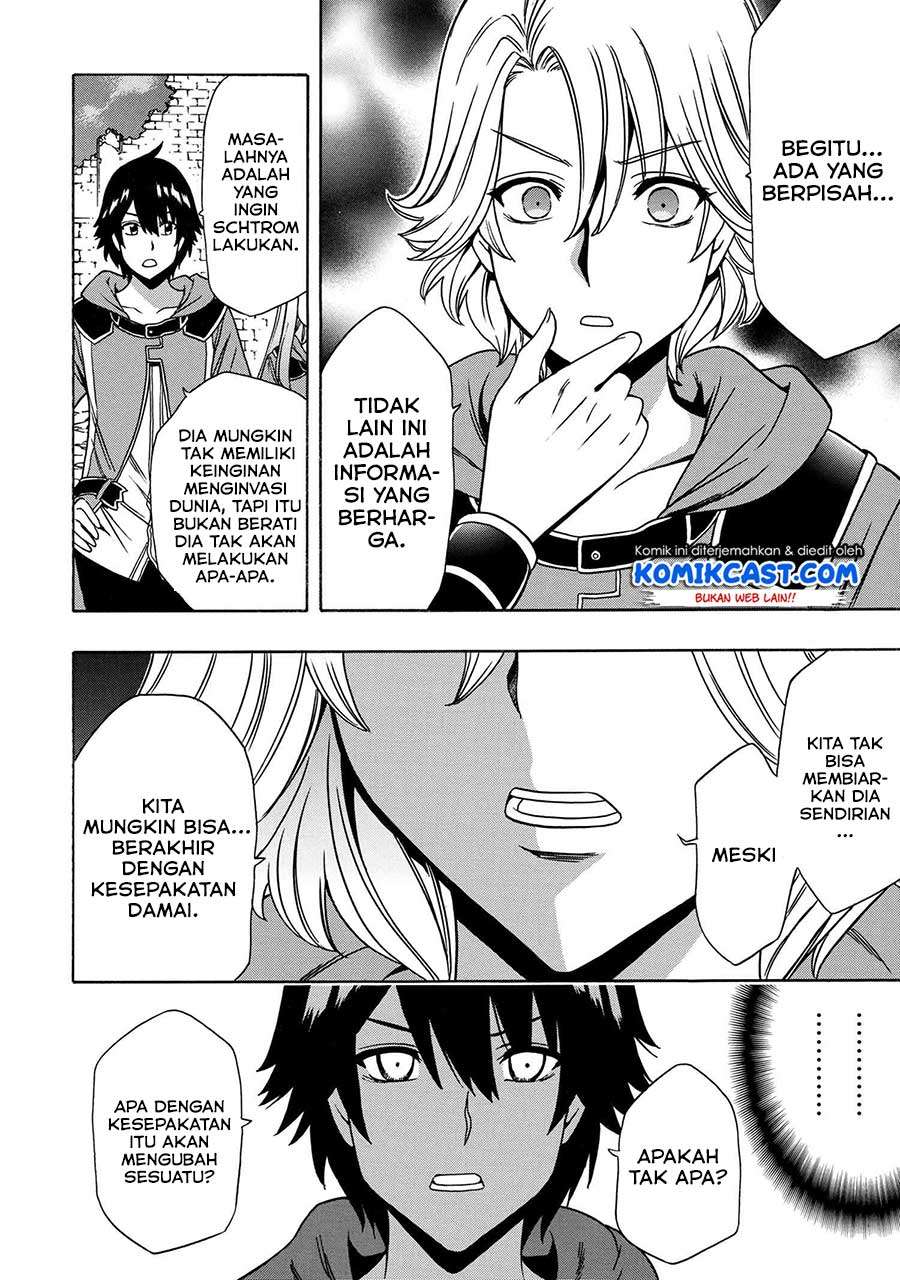 BEGITU...
ADA YANG
BERPISAH...
TIDAK
LAIN INI
ADALAH
INFORMA-
SI YANG
BERHAR-
GA.
Komik ini diterjemahkan & diedit oleh
KOMIKCAST.COM
BUKAN WEB LAIN!!
MASA-
LAHNYA
ADALAH
YANG
INGIN
SCHTROM
LAKUKAN.
DIA MUNGKIN
TAK MEMILIKI
KEINGINAN
MENGINVASI
DUNIA, TAPI ITU
BUKAN BERATI
DIA TAK AKAN
MELAKUKAN
APA-APA.
KITA TAK
BISA
MEMBIAR-
KAN DIA
SENDIRIAN
...
MESKI
KITA
MUNGKIN BISA...
BERAKHIR
DENGAN
KESEPAKATAN
DAMAI.
APAKAH
TAK APA?
APA DENGAN
KESEPAKATAN
ITU AKAN
MENGUBAH
SESUATU?